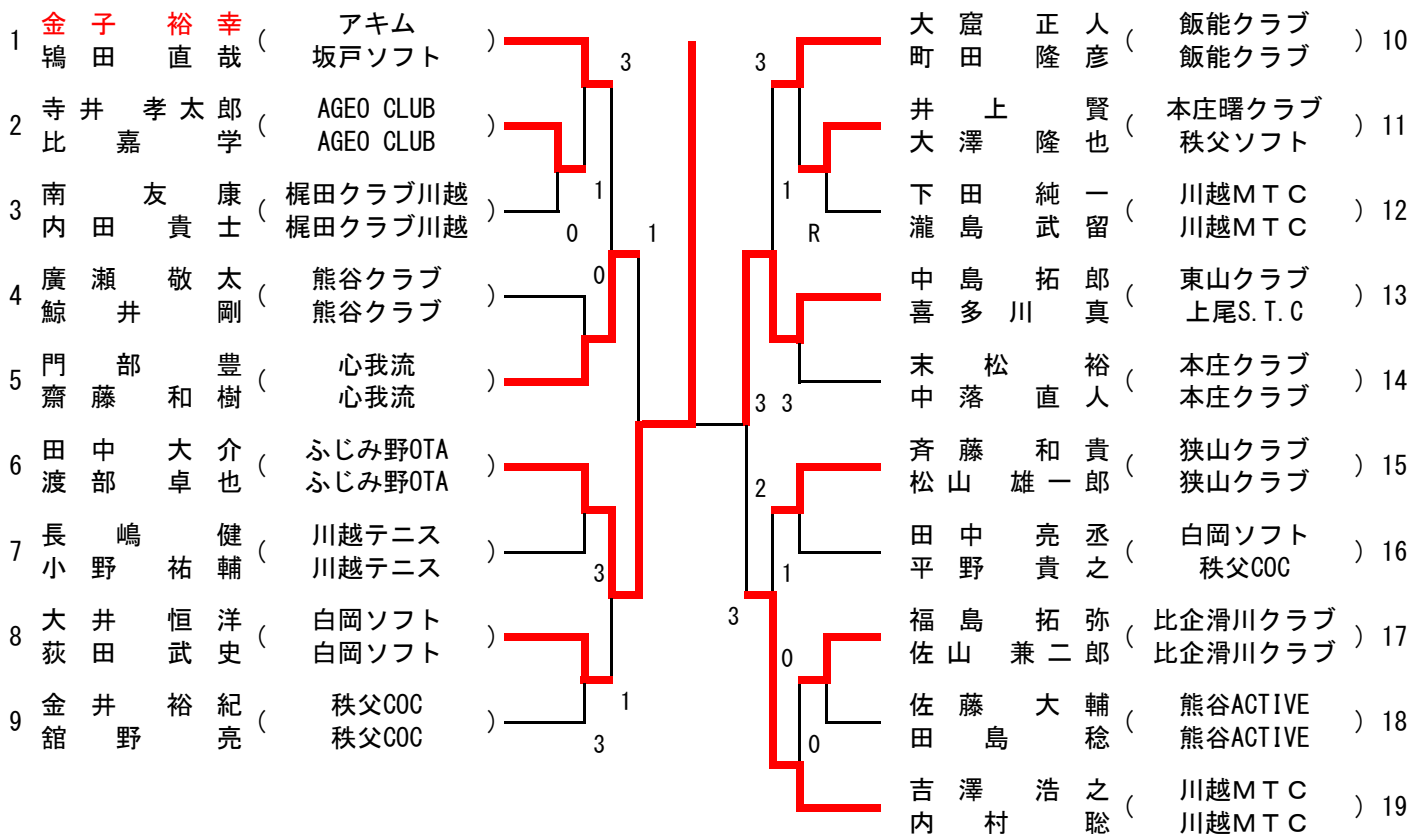 1 金子 裕幸 ( アキム )
鴇田 直哉 坂戸ソフト
2 寺井 孝太郎 ( AGEO CLUB )
比嘉 学 AGEO CLUB
3 南 友康 ( 梶田クラブ川越 )
内田 貴士 梶田クラブ川越
4 廣瀬 敬太 ( 熊谷クラブ )
鯨井 剛 熊谷クラブ
5 門部 豊 ( 心我流 )
齋藤 和樹 心我流
6 田中 大介 ( ふじみ野OTA )
渡部 卓也 ふじみ野OTA
7 長嶋 健 ( 川越テニス )
小野 祐輔 川越テニス
8 大井 恒洋 ( 白岡ソフト )
荻田 武史 白岡ソフト
9 金井 裕紀 ( 秩父COC )
舘野 亮 秩父COC
3
1
0
1
0
3
1
3
3
1
R
3 3
2
1
3
0
0
大窟 正人 ( 飯能クラブ ) 10
町田 隆彦 飯能クラブ
井上 賢 ( 本庄曙クラブ ) 11
大澤 隆也 秩父ソフト
下田 純一 ( 川越MTC ) 12
瀧島 武留 川越MTC
中島 拓郎 ( 東山クラブ ) 13
喜多川 真 上尾S.T.C
末松 裕 ( 本庄クラブ ) 14
中落 直人 本庄クラブ
斉藤 和貴 ( 狭山クラブ ) 15
松山 雄一郎 狭山クラブ
田中 亮丞 ( 白岡ソフト ) 16
平野 貴之 秩父COC
福島 拓弥 ( 比企滑川クラブ ) 17
佐山 兼二郎 比企滑川クラブ
佐藤 大輔 ( 熊谷ACTIVE ) 18
田島 稔 熊谷ACTIVE
吉澤 浩之 ( 川越MTC ) 19
内村 聡 川越MTC